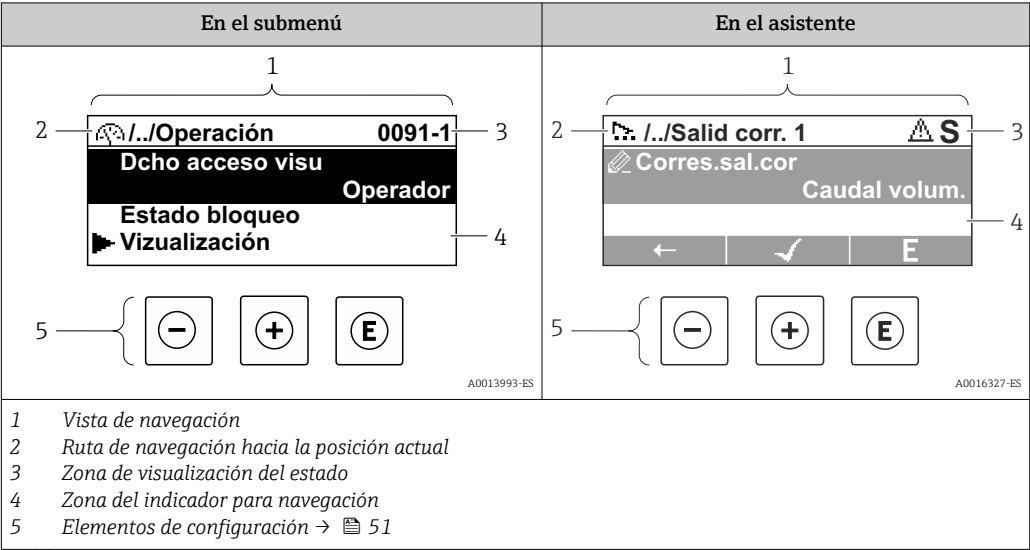 En el submenú
En el asistente
1
2
/../Operación 0091-1
3
Dcho acceso visu
Operador
Estado bloqueo
Vizualización
4
5
− + E
A0013993-ES
1
2
/../Salid corr. 1 ⚠ S
3
Corres.sal.cor
Caudal volum.
4
← ✓ E
5
− + E
A0016327-ES
1 Vista de navegación
2 Ruta de navegación hacia la posición actual
3 Zona de visualización del estado
4 Zona del indicador para navegación
5 Elementos de configuración → 51